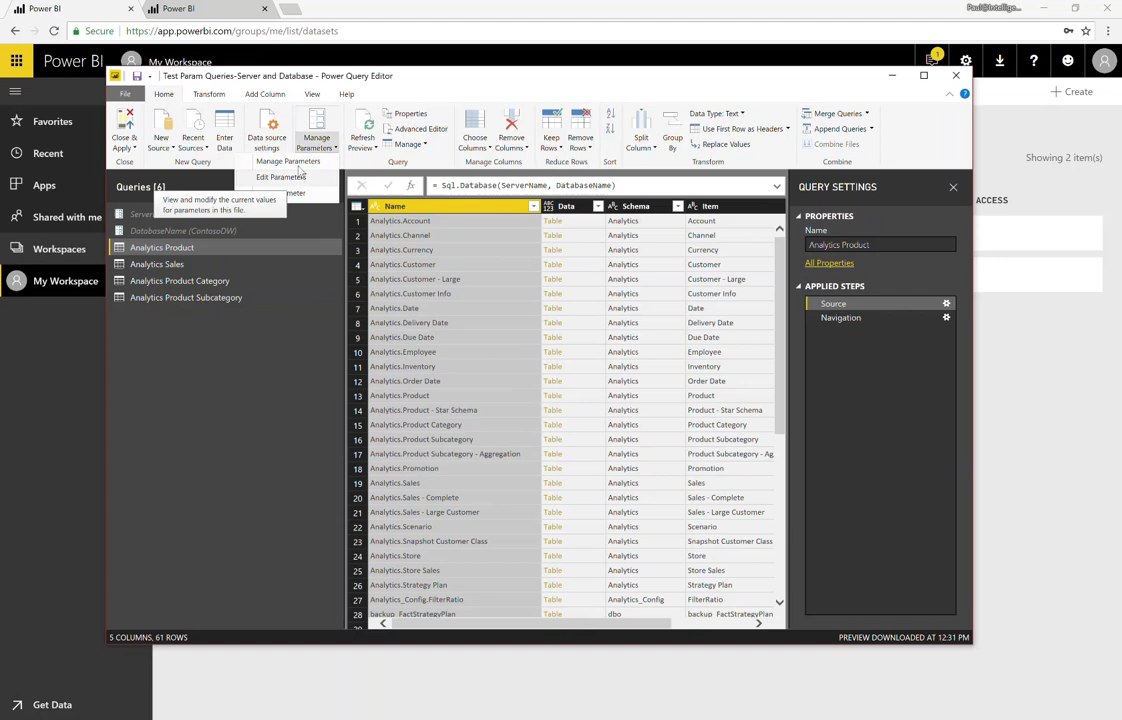 Power BI
Power BI
Paul@Intellige...
Secure
https://app.powerbi.com/groups/me/list/datasets
Power BI
My Workspace
1
Test Param Queries-Server and Database - Power Query Editor
File
Home
Transform
Add Column
View
Help
Close & Apply
New Source
Recent Sources
Enter Data
Data source settings
Manage Parameters
Refresh Preview
Properties
Advanced Editor
Manage
Choose Columns
Remove Columns
Keep Rows
Remove Rows
Split Column
Group By
Data Type: Text
Use First Row as Headers
Replace Values
Merge Queries
Append Queries
Combine Files
Close
New Query
Query
Manage Columns
Reduce Rows
Sort
Transform
Combine
Manage Parameters
Edit Parameters
View and modify the current values
for parameters in this file.
Favorites
Recent
Apps
Shared with me
Workspaces
My Workspace
Get Data
Queries [6]
DatabaseName (ContosoDW)
Analytics Product
Analytics Sales
Analytics Product Category
Analytics Product Subcategory
= Sql.Database(ServerName, DatabaseName)
Name Data Schema Item
1 Analytics.Account Table Analytics Account
2 Analytics.Channel Table Analytics Channel
3 Analytics.Currency Table Analytics Currency
4 Analytics.Customer Table Analytics Customer
5 Analytics.Customer - Large Table Analytics Customer - Large
6 Analytics.Customer Info Table Analytics Customer Info
7 Analytics.Date Table Analytics Date
8 Analytics.Delivery Date Table Analytics Delivery Date
9 Analytics.Due Date Table Analytics Due Date
10 Analytics.Employee Table Analytics Employee
11 Analytics.Inventory Table Analytics Inventory
12 Analytics.Order Date Table Analytics Order Date
13 Analytics.Product Table Analytics Product
14 Analytics.Product - Star Schema Table Analytics Product - Star Schema
15 Analytics.Product Category Table Analytics Product Category
16 Analytics.Product Subcategory Table Analytics Product Subcategory
17 Analytics.Product Subcategory - Aggregation Table Analytics Product Subcategory - Ag
18 Analytics.Promotion Table Analytics Promotion
19 Analytics.Sales Table Analytics Sales
20 Analytics.Sales - Complete Table Analytics Sales - Complete
21 Analytics.Sales - Large Customer Table Analytics Sales - Large Customer
22 Analytics.Scenario Table Analytics Scenario
23 Analytics.Snapshot Customer Class Table Analytics Snapshot Customer Class
24 Analytics.Store Table Analytics Store
25 Analytics.Store Sales Table Analytics Store Sales
26 Analytics.Strategy Plan Table Analytics Strategy Plan
27 Analytics_Config.FilterRatio Table Analytics_Config FilterRatio
28 backup_FactStrategyPlan Table dbo backup_FactStrategyPlan
QUERY SETTINGS
PROPERTIES
Name
Analytics Product
All Properties
APPLIED STEPS
Source
Navigation
Create
Showing 2 item(s)
ACCESS
5 COLUMNS, 61 ROWS
PREVIEW DOWNLOADED AT 12:31 PM